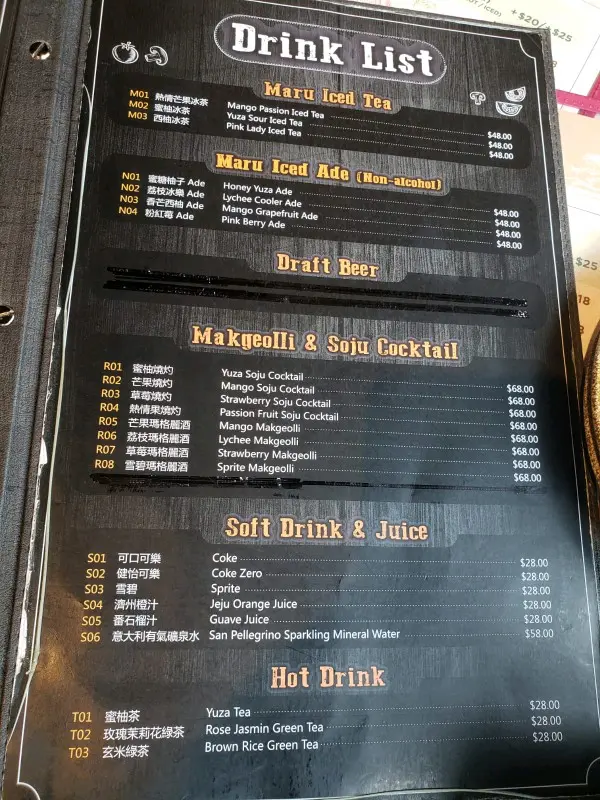 +$20/+$25
Drink List
Maru Iced Tea
M01 熱情芒果冰茶 Mango Passion Iced Tea $48.00
M02 蜜柚冰茶 Yuza Sour Iced Tea $48.00
M03 西柚冰茶 Pink Lady Iced Tea $48.00
Maru Iced Ade (Non-alcohol)
N01 蜜糖柚子 Ade Honey Yuza Ade $48.00
N02 荔枝冰樂 Ade Lychee Cooler Ade $48.00
N03 香芒西柚 Ade Mango Grapefruit Ade $48.00
N04 粉紅莓 Ade Pink Berry Ade $48.00
Draft Beer
Makgeolli & Soju Cocktail
R01 蜜柚燒灼 Yuza Soju Cocktail $68.00
R02 芒果燒灼 Mango Soju Cocktail $68.00
R03 草莓燒灼 Strawberry Soju Cocktail $68.00
R04 熱情果燒灼 Passion Fruit Soju Cocktail $68.00
R05 芒果瑪格麗酒 Mango Makgeolli $68.00
R06 荔枝瑪格麗酒 Lychee Makgeolli $68.00
R07 草莓瑪格麗酒 Strawberry Makgeolli $68.00
R08 雪碧瑪格麗酒 Sprite Makgeolli $68.00
Soft Drink & Juice
S01 可口可樂 Coke $28.00
S02 健怡可樂 Coke Zero $28.00
S03 雪碧 Sprite $28.00
S04 濟州橙汁 Jeju Orange Juice $28.00
S05 番石榴汁 Guave Juice $28.00
S06 意大利有氣礦泉水 San Pellegrino Sparkling Mineral Water $58.00
Hot Drink
T01 蜜柚茶 Yuza Tea $28.00
T02 玫瑰茉莉花綠茶 Rose Jasmin Green Tea $28.00
T03 玄米綠茶 Brown Rice Green Tea $28.00
$25
18